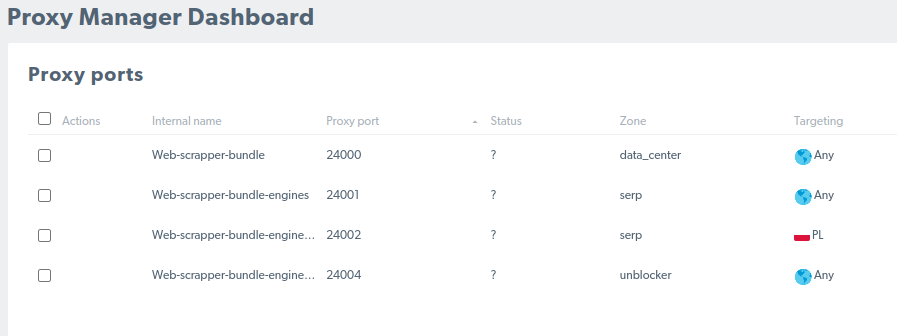 Proxy Manager Dashboard
Proxy ports
Actions Internal name Proxy port Status Zone Targeting
Web-scrapper-bundle 24000 ? data_center Any
Web-scrapper-bundle-engines 24001 ? serp Any
Web-scrapper-bundle-engine... 24002 ? serp PL
Web-scrapper-bundle-engine... 24004 ? unblocker Any